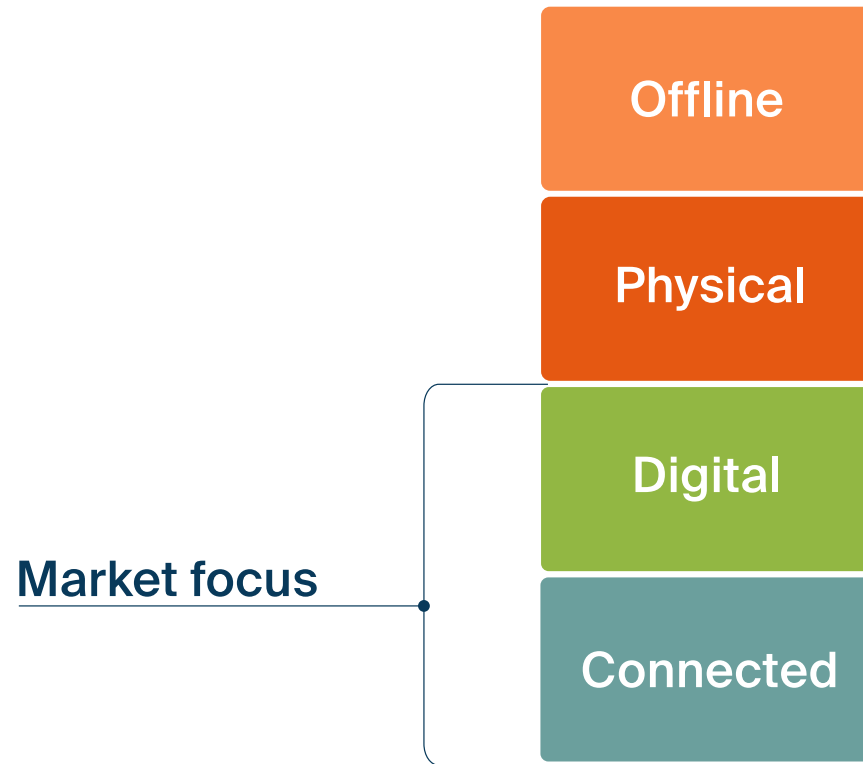 Offline
Physical
Digital
Market focus
Connected